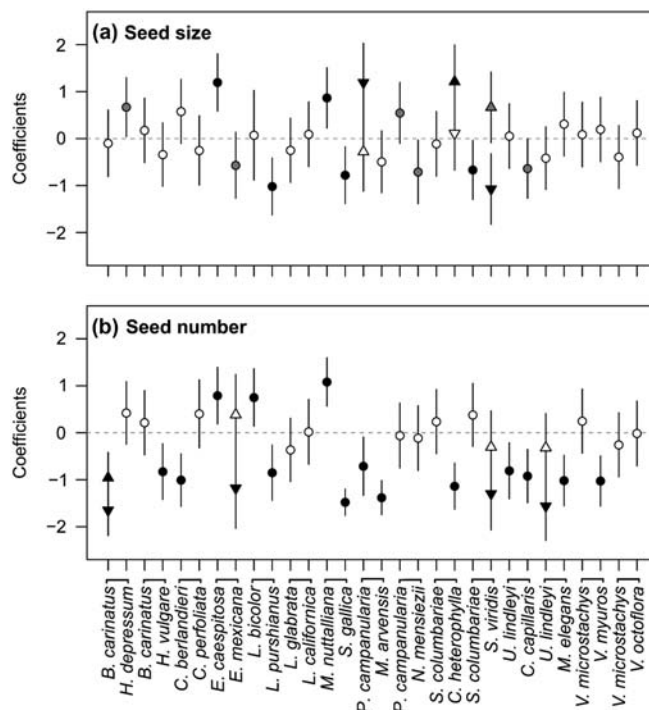 (a) Seed size
Coefficients
2
1
0
−1
−2
(b) Seed number
Coefficients
2
1
0
−1
−2
B. carinatus
H. depressum
B. carinatus
H. vulgare
C. berlandieri
C. perfoliata
E. caespitosa
E. mexicana
L. bicolor
L. purshianus
L. glabrata
L. californica
M. nuttalliana
S. gallica
P. campanularia
M. arvensis
P. campanularia
N. mensiezii
S. columbariae
C. heterophylla
S. columbariae
S. viridis
U. lindleyi
C. capillaris
U. lindleyi
M. elegans
V. microstachys
V. myuros
V. microstachys
V. octoflora